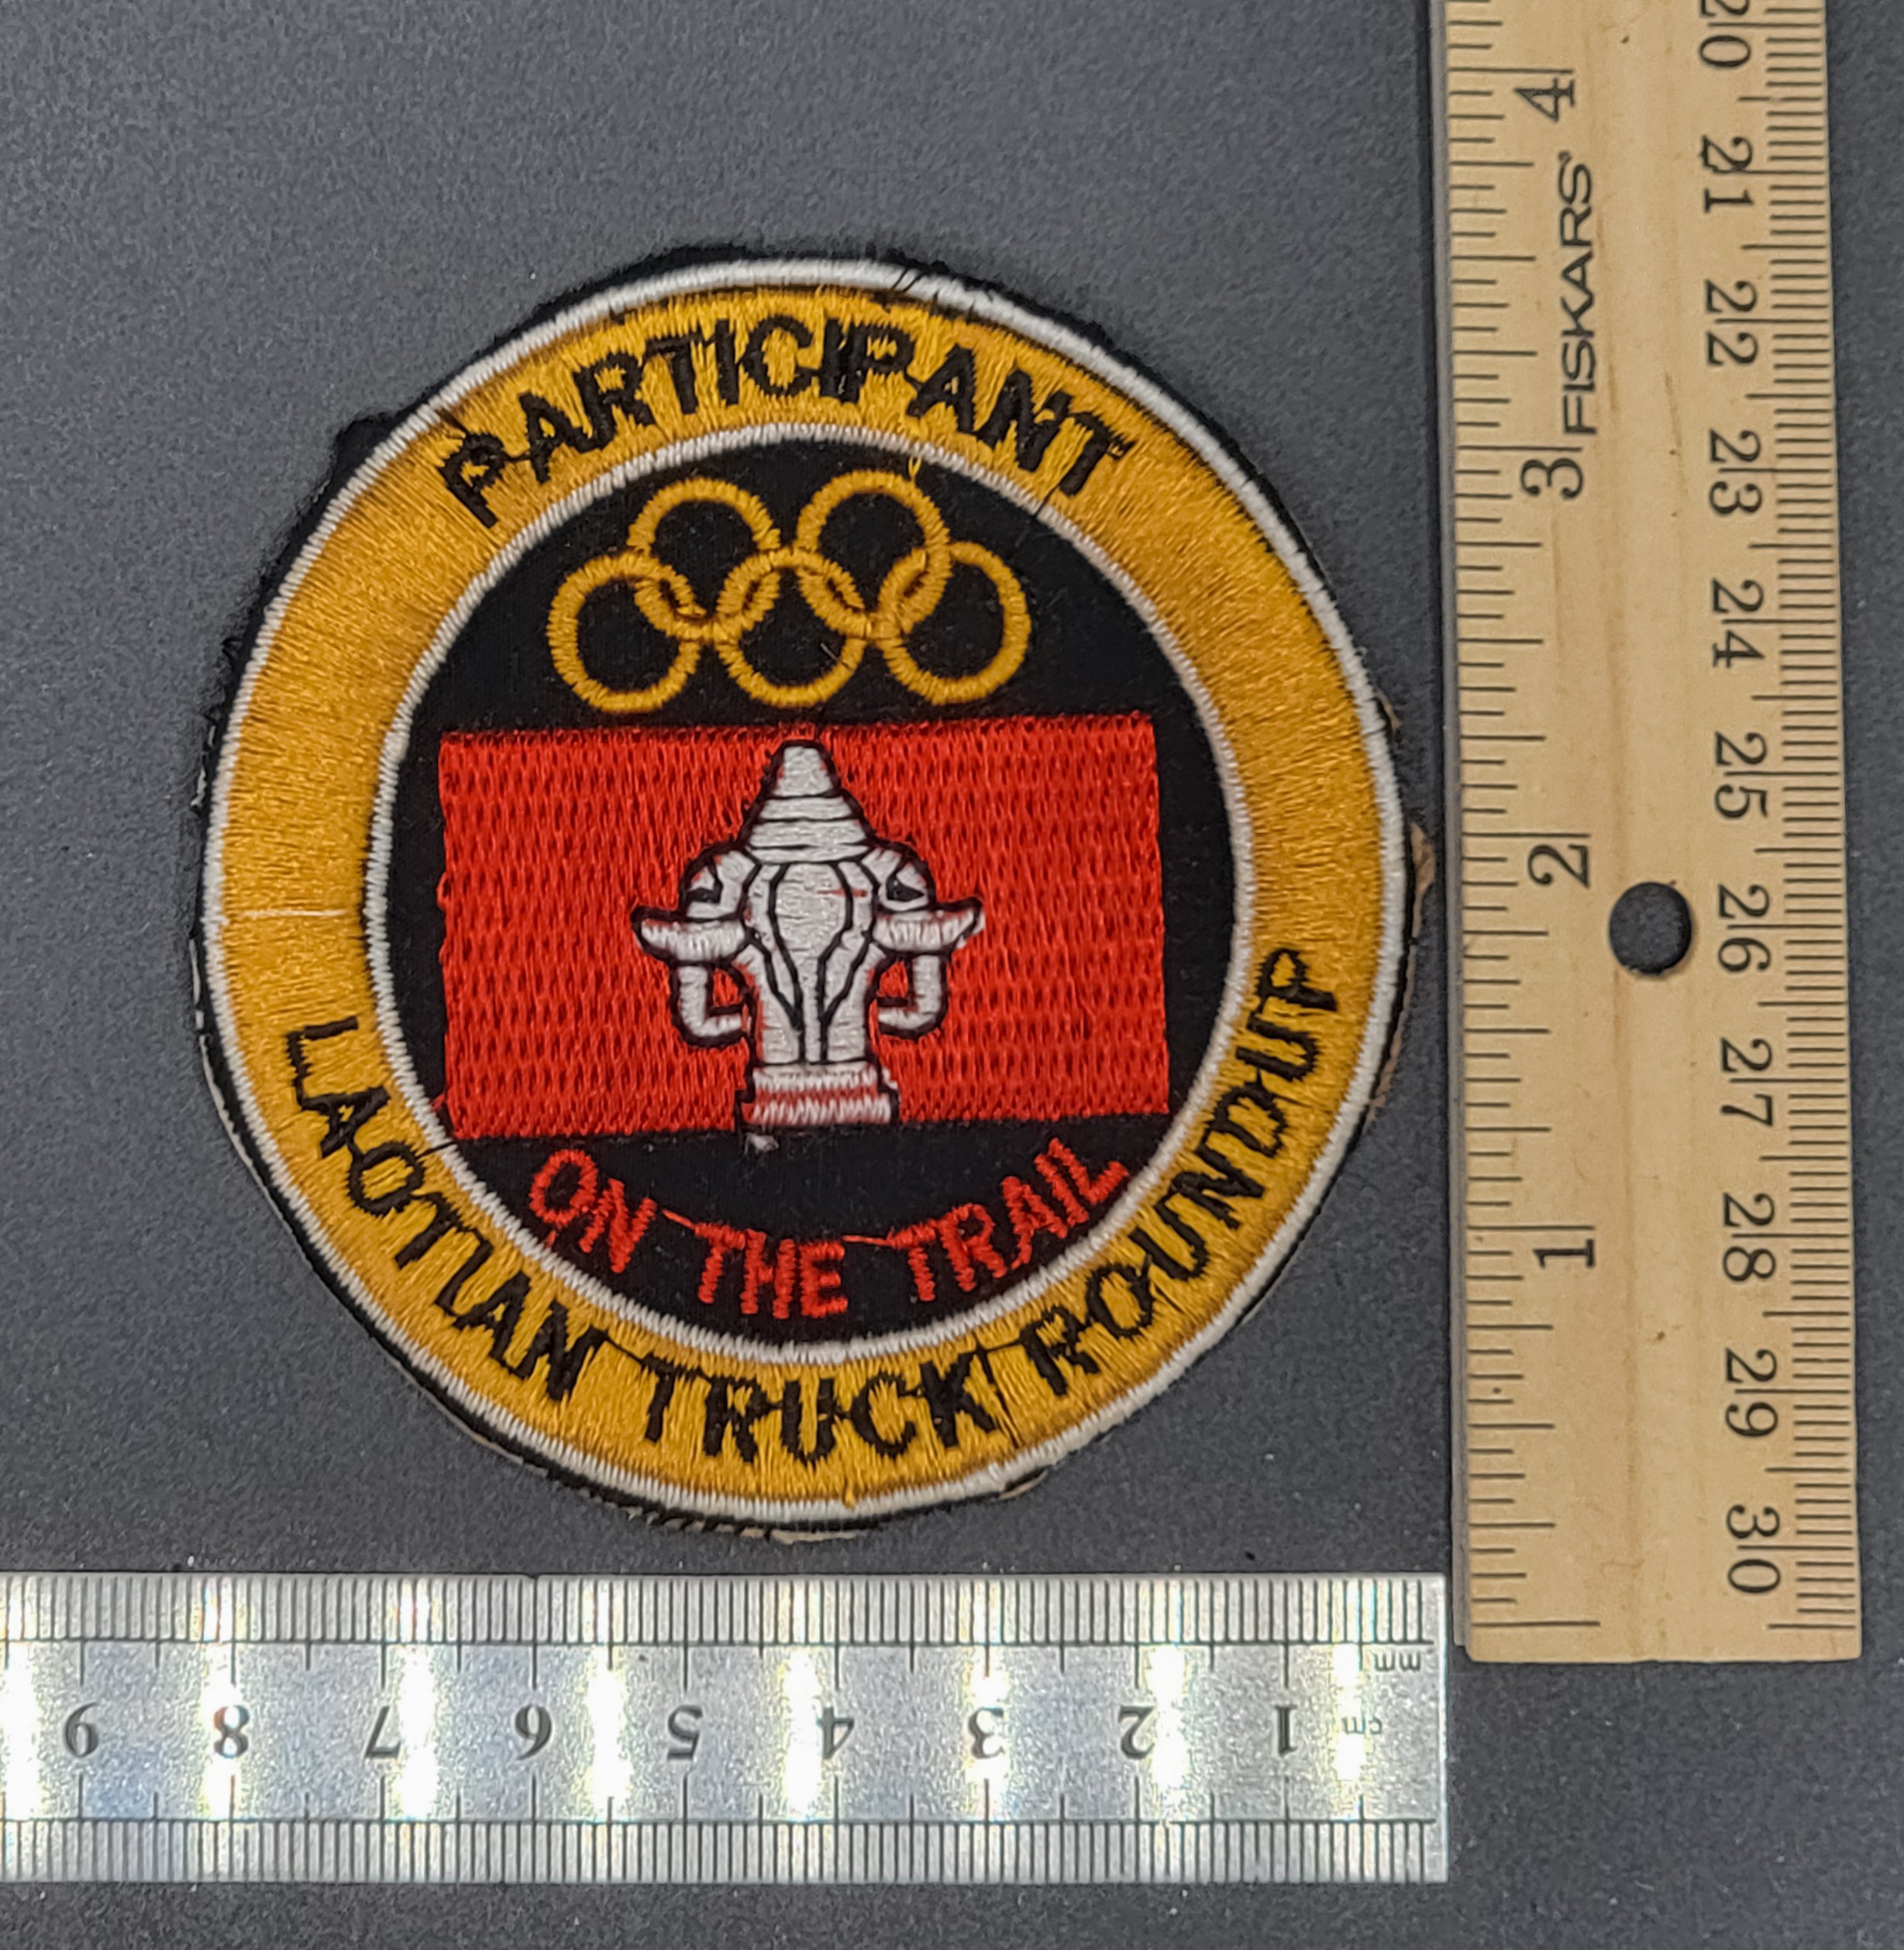 PARTICIPANT
ON THE TRAIL
LAOTIAN TRUCK ROUNDUP
4 3 2 1
FISKARS®
20 21 22 23 24 25 26 27 28 29 30
mm
cm
1 2 3 4 5 6 7 8 9